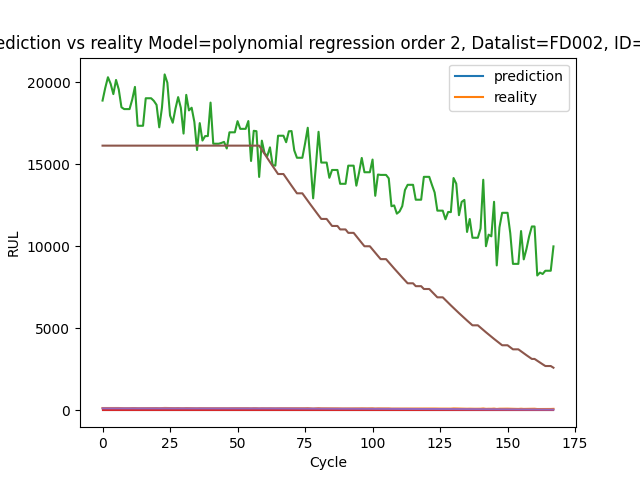 ediction vs reality Model=polynomial regression order 2, Datalist=FD002, ID=
prediction
reality
RUL
20000
15000
10000
5000
0
0 25 50 75 100 125 150 175
Cycle